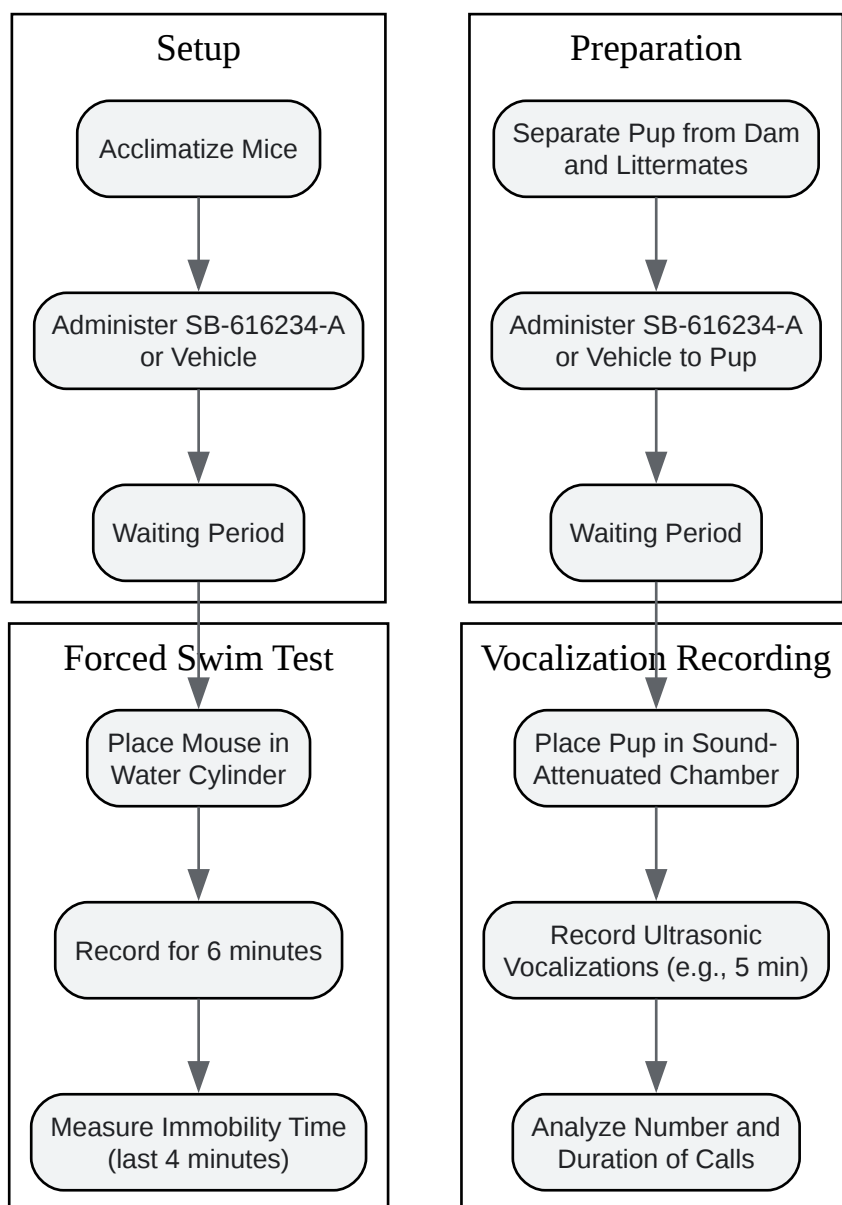 Setup
Acclimatize Mice
Administer SB-616234-A
or Vehicle
Waiting Period
Forced Swim Test
Place Mouse in
Water Cylinder
Record for 6 minutes
Measure Immobility Time
(last 4 minutes)
Preparation
Separate Pup from Dam
and Littermates
Administer SB-616234-A
or Vehicle to Pup
Waiting Period
Vocalization Recording
Place Pup in Sound-
Attenuated Chamber
Record Ultrasonic
Vocalizations (e.g., 5 min)
Analyze Number and
Duration of Calls